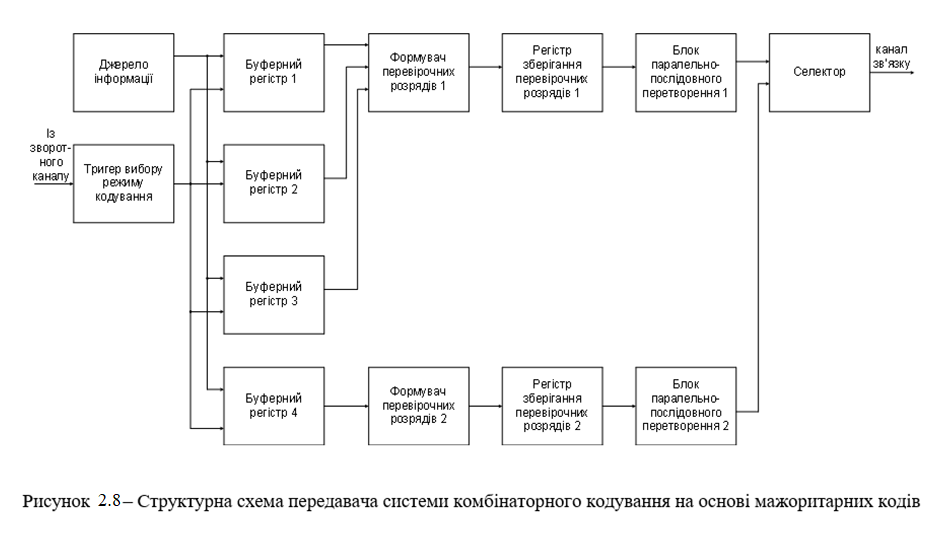 Джерело
інформації
Буферний
регістр 1
Формувач
перевірочних
розрядів 1
Регістр
зберігання
перевірочних
розрядів 1
Блок
паралельно-
послідовного
перетворення 1
Селектор
канал
зв'язку
Із
зворот-
ного
каналу
Тригер вибору
режиму
кодування
Буферний
регістр 2
Буферний
регістр 3
Буферний
регістр 4
Формувач
перевірочних
розрядів 2
Регістр
зберігання
перевірочних
розрядів 2
Блок
паралельно-
послідовного
перетворення 2
Рисунок 2.8– Структурна схема передавача системи комбінаторного кодування на основі мажоритарних кодів